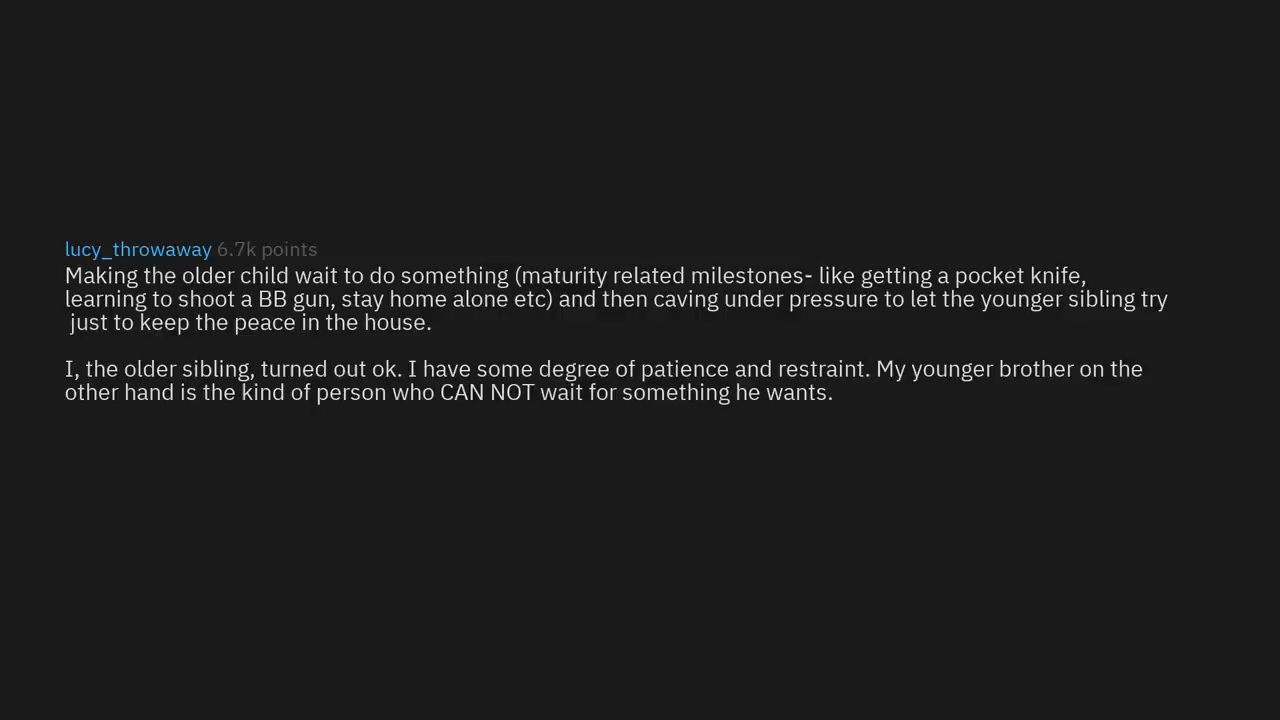 lucy_throwaway 6.7k points
Making the older child wait to do something (maturity related milestones- like getting a pocket knife,
learning to shoot a BB gun, stay home alone etc) and then caving under pressure to let the younger sibling try
just to keep the peace in the house.
I, the older sibling, turned out ok. I have some degree of patience and restraint. My younger brother on the
other hand is the kind of person who CAN NOT wait for something he wants.